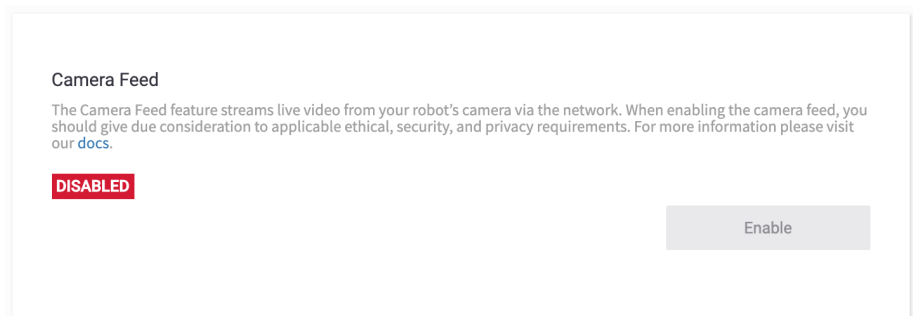 Camera Feed
The Camera Feed feature streams live video from your robot’s camera via the network. When enabling the camera feed, you
should give due consideration to applicable ethical, security, and privacy requirements. For more information please visit
our docs.
DISABLED
Enable